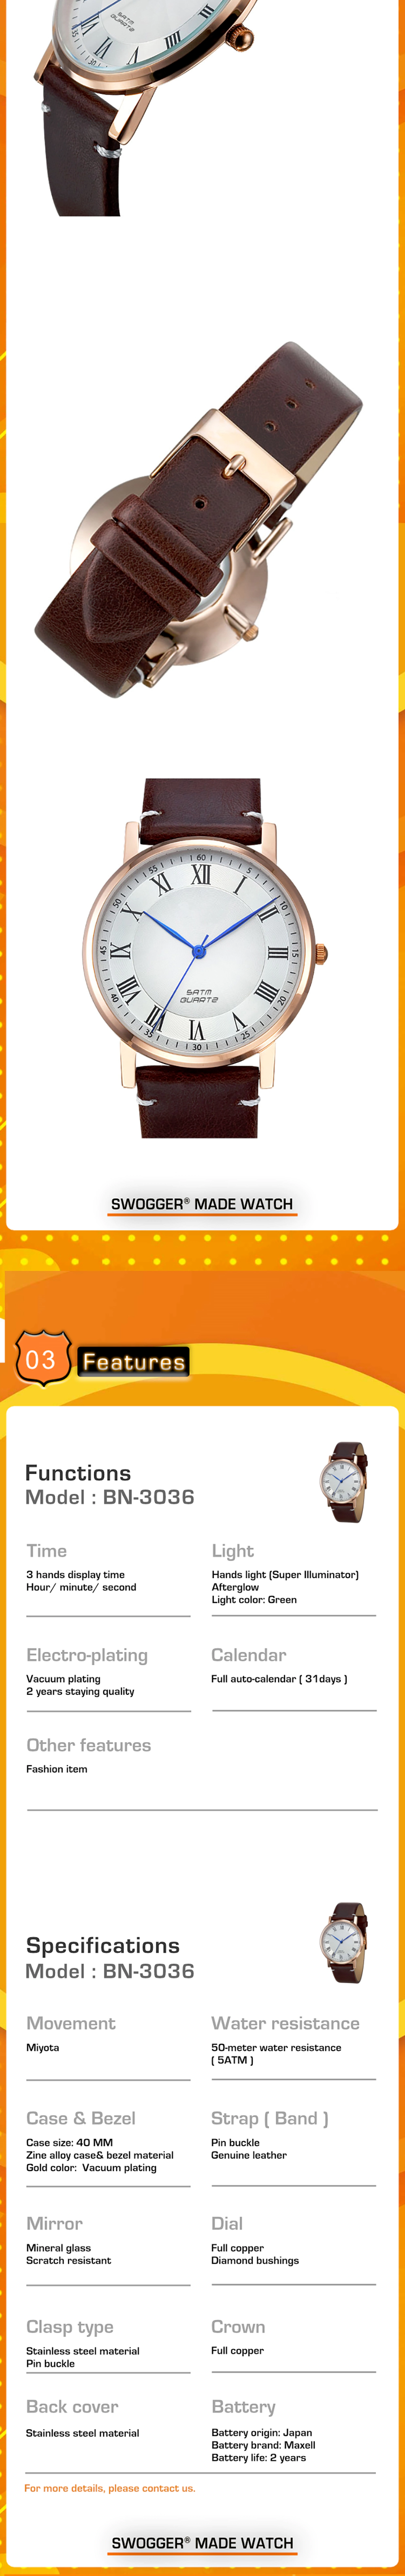 5ATM
QUARTZ
60
55
5
XII
XI
I
50
10
X
II
45
IX
III
15
VIII
IIII
40
5ATM
QUARTZ
20
VII
V
VI
35
25
30
SWOGGER® MADE WATCH
03 Features
Functions
Model : BN-3036
Time
3 hands display time
Hour/ minute/ second
Light
Hands light (Super Illuminator)
Afterglow
Light color: Green
Electro-plating
Vacuum plating
2 years staying quality
Calendar
Full auto-calendar ( 31days )
Other features
Fashion item
Specifications
Model : BN-3036
Movement
Miyota
Water resistance
50-meter water resistance
( 5ATM )
Case & Bezel
Case size: 40 MM
Zine alloy case& bezel material
Gold color: Vacuum plating
Strap ( Band )
Pin buckle
Genuine leather
Mirror
Mineral glass
Scratch resistant
Dial
Full copper
Diamond bushings
Clasp type
Stainless steel material
Pin buckle
Crown
Full copper
Back cover
Stainless steel material
Battery
Battery origin: Japan
Battery brand: Maxell
Battery life: 2 years
For more details, please contact us.
SWOGGER® MADE WATCH